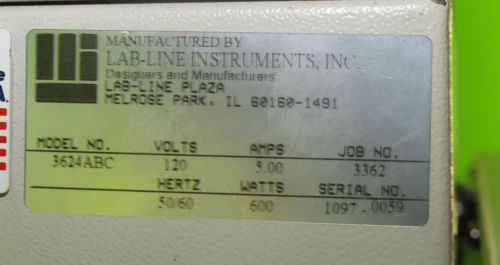 MANUFACTURED BY
LAB-LINE INSTRUMENTS, INC.
Designers and Manufacturers
LAB-LINE PLAZA
MELROSE PARK, IL 60160-1491
MODEL NO. VOLTS AMPS JOB NO.
3624ABC 120 5.00 3362
HERTZ WATTS SERIAL NO.
50/60 600 1097 - 0059